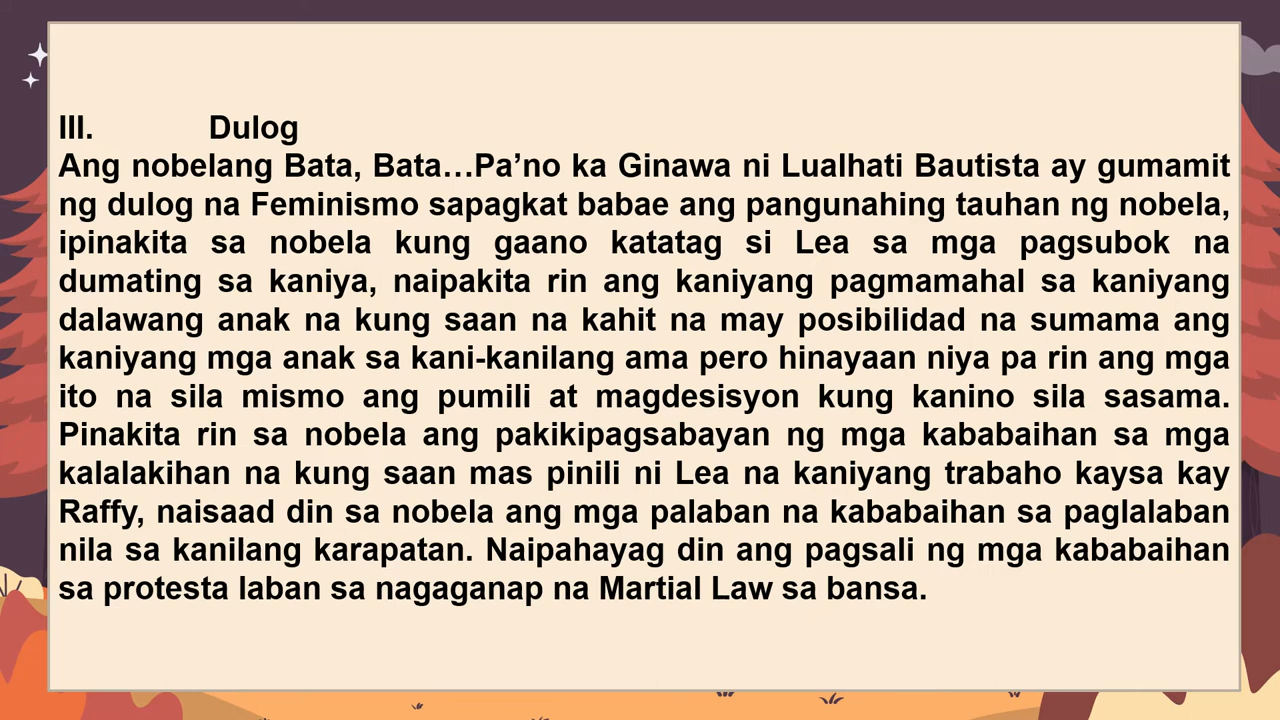 III. Dulog
Ang nobelang Bata, Bata…Pa’no ka Ginawa ni Lualhati Bautista ay gumamit
ng dulog na Feminismo sapagkat babae ang pangunahing tauhan ng nobela,
ipinakita sa nobela kung gaano katatag si Lea sa mga pagsubok na
dumating sa kaniya, naipakita rin ang kaniyang pagmamahal sa kaniyang
dalawang anak na kung saan na kahit na may posibilidad na sumama ang
kaniyang mga anak sa kani-kanilang ama pero hinayaan niya pa rin ang mga
ito na sila mismo ang pumili at magdesisyon kung kanino sila sasama.
Pinakita rin sa nobela ang pakikipagsabayan ng mga kababaihan sa mga
kalalakihan na kung saan mas pinili ni Lea na kaniyang trabaho kaysa kay
Raffy, naisaad din sa nobela ang mga palaban na kababaihan sa paglalaban
nila sa kanilang karapatan. Naipahayag din ang pagsali ng mga kababaihan
sa protesta laban sa nagaganap na Martial Law sa bansa.